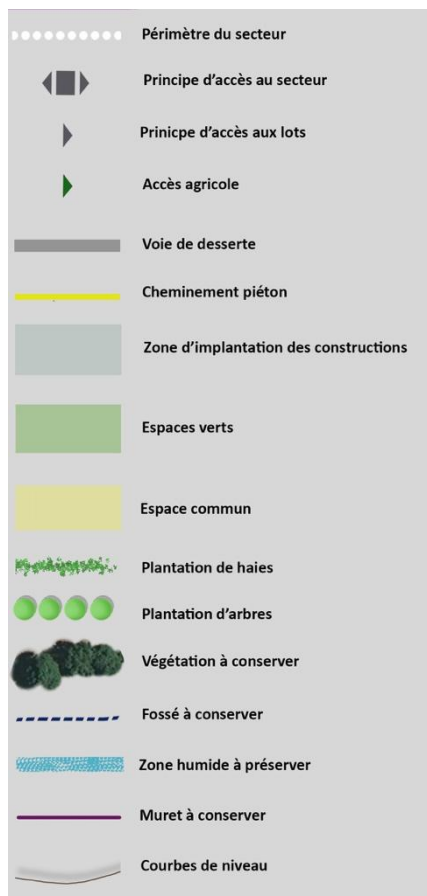 Périmètre du secteur
Principe d'accès au secteur
Prinicpe d'accès aux lots
Accès agricole
Voie de desserte
Cheminement piéton
Zone d'implantation des constructions
Espaces verts
Espace commun
Plantation de haies
Plantation d'arbres
Végétation à conserver
Fossé à conserver
Zone humide à préserver
Muret à conserver
Courbes de niveau